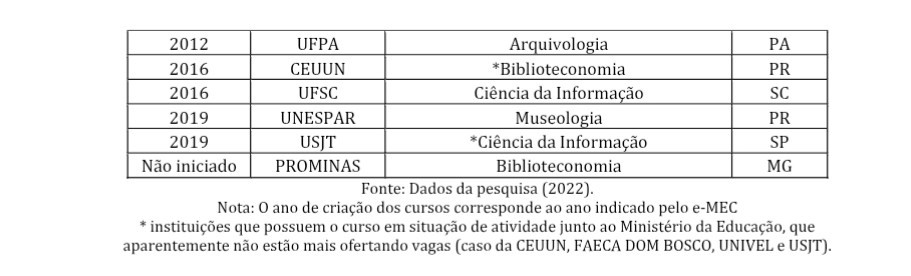 2012 UFPA Arquivologia PA
2016 CEUUN *Biblioteconomia PR
2016 UFSC Ciência da Informação SC
2019 UNESPAR Museologia PR
2019 USJT *Ciência da Informação SP
Não iniciado PROMINAS Biblioteconomia MG
Fonte: Dados da pesquisa (2022).
Nota: O ano de criação dos cursos corresponde ao ano indicado pelo e-MEC
* instituições que possuem o curso em situação de atividade junto ao Ministério da Educação, que
aparentemente não estão mais ofertando vagas (caso da CEUUN, FAECA DOM BOSCO, UNIVEL e USJT).